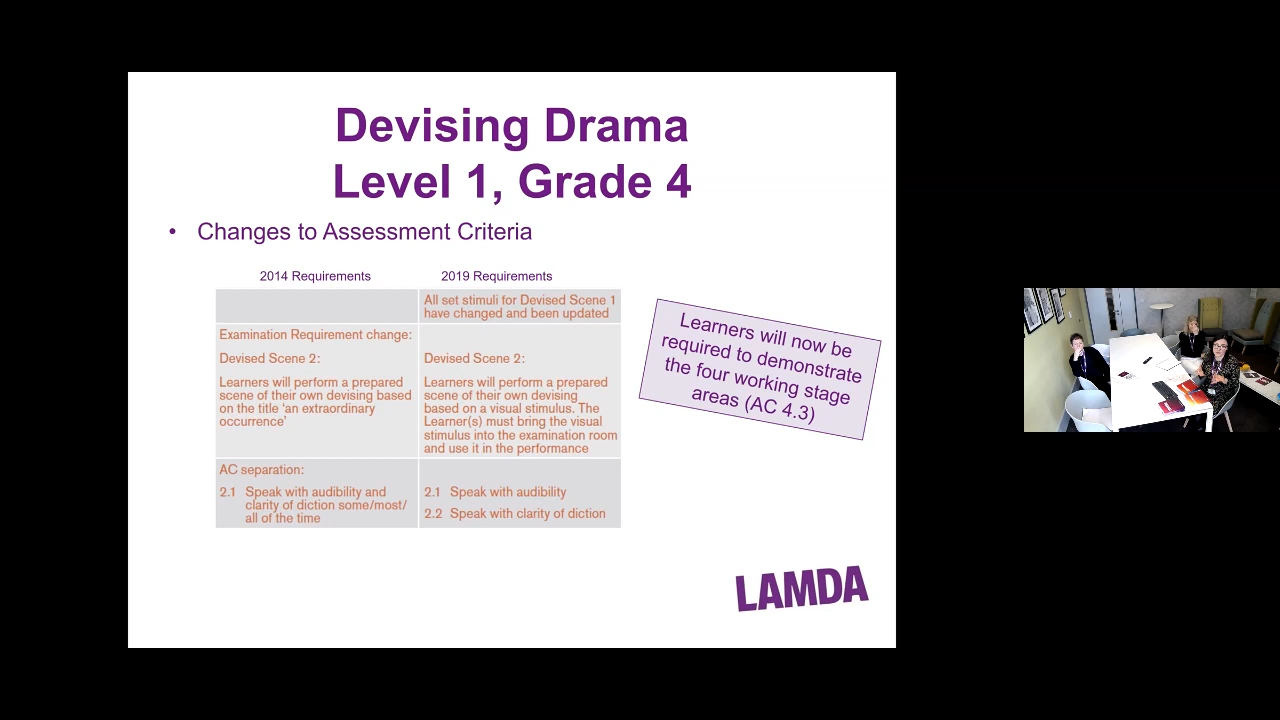 Devising Drama
Level 1, Grade 4
• Changes to Assessment Criteria
2014 Requirements
2019 Requirements
All set stimuli for Devised Scene 1
have changed and been updated
Examination Requirement change:
Devised Scene 2:
Learners will perform a prepared
scene of their own devising based
on the title ‘an extraordinary
occurrence’
Devised Scene 2:
Learners will perform a prepared
scene of their own devising
based on a visual stimulus. The
Learner(s) must bring the visual
stimulus into the examination room
and use it in the performance
AC separation:
2.1 Speak with audibility and
clarity of diction some/most/
all of the time
2.1 Speak with audibility
2.2 Speak with clarity of diction
Learners will now be
required to demonstrate
the four working stage
areas (AC 4.3)
LAMDA